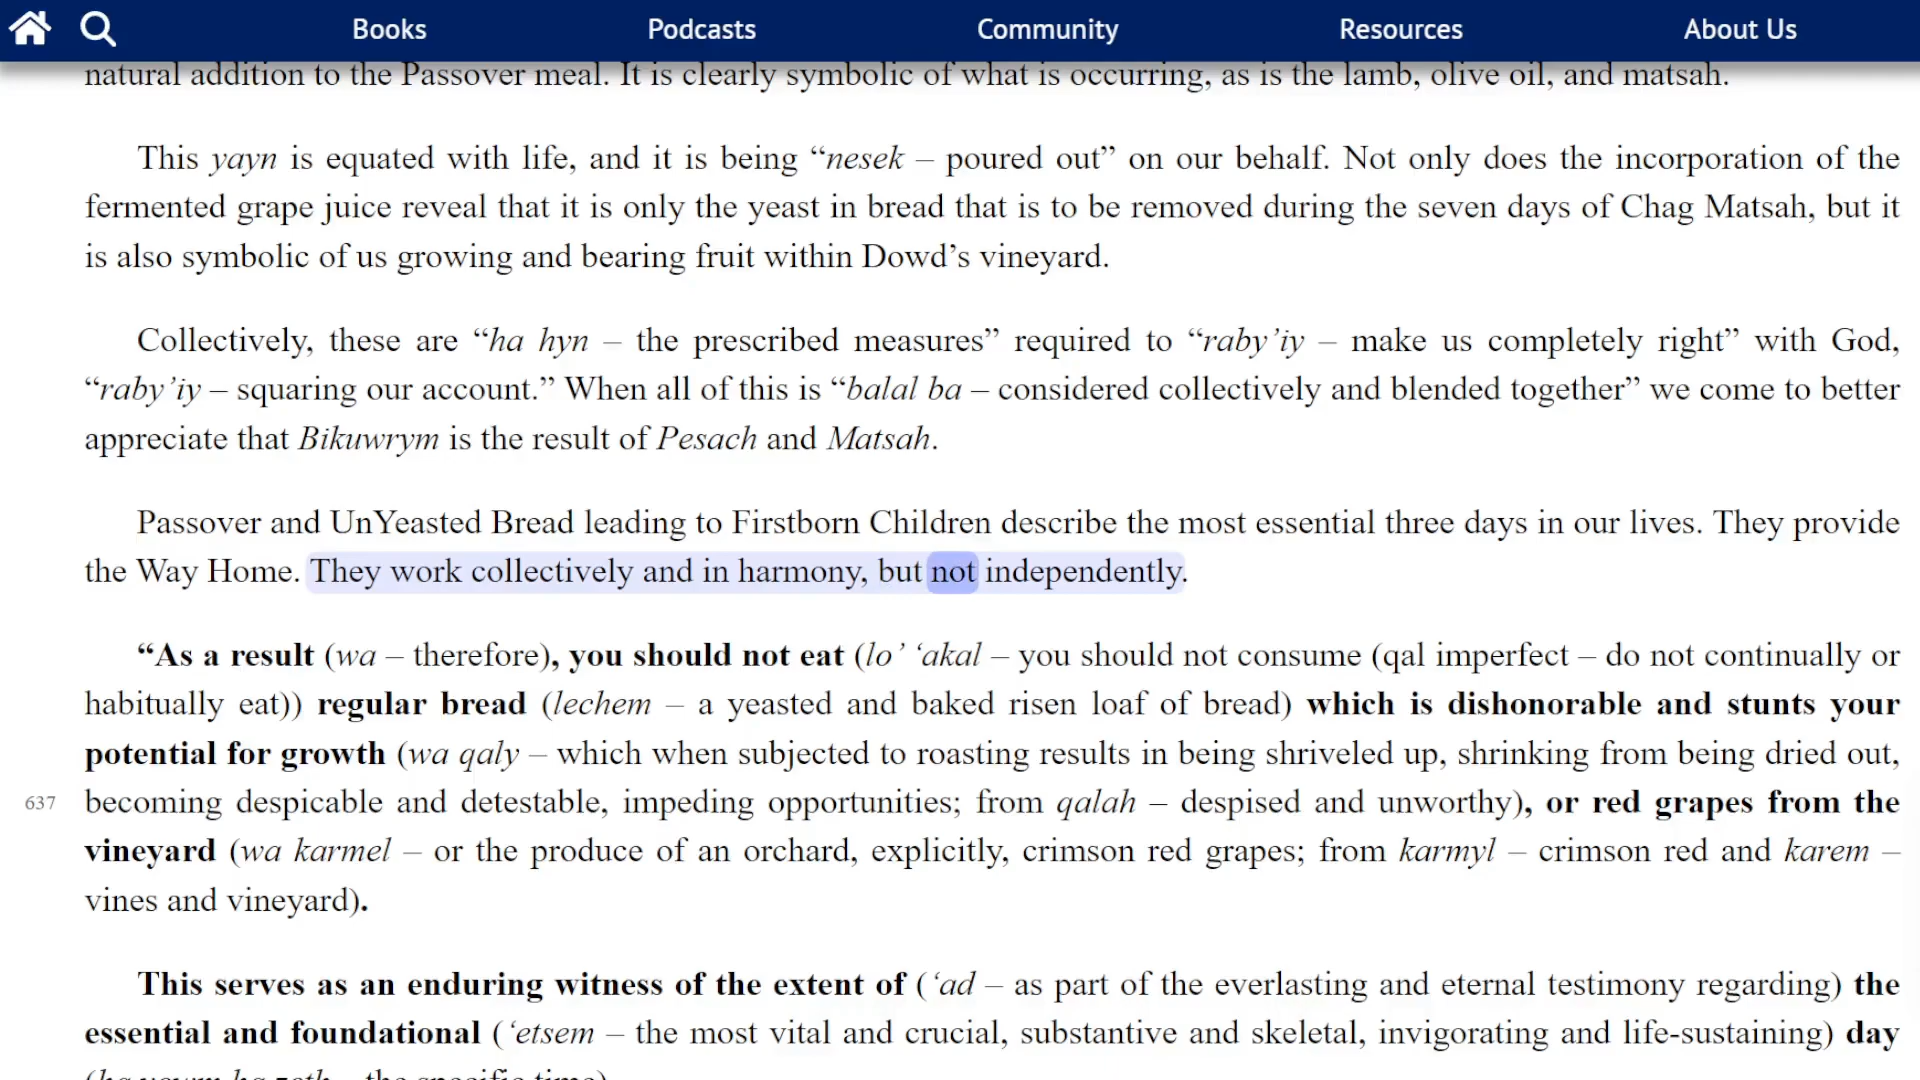 Books Podcasts Community Resources About Us
natural addition to the Passover meal. It is clearly symbolic of what is occurring, as is the lamb, olive oil, and matsah.
This yayn is equated with life, and it is being “nesek – poured out” on our behalf. Not only does the incorporation of the
fermented grape juice reveal that it is only the yeast in bread that is to be removed during the seven days of Chag Matsah, but it
is also symbolic of us growing and bearing fruit within Dowd’s vineyard.
Collectively, these are “ha hyn – the prescribed measures” required to “raby’iy – make us completely right” with God,
“raby’iy – squaring our account.” When all of this is “balal ba – considered collectively and blended together” we come to better
appreciate that Bikuwrym is the result of Pesach and Matsah.
Passover and UnYeasted Bread leading to Firstborn Children describe the most essential three days in our lives. They provide
the Way Home. They work collectively and in harmony, but not independently.
“As a result (wa – therefore), you should not eat (lo’ ‘akal – you should not consume (qal imperfect – do not continually or
habitually eat)) regular bread (lechem – a yeasted and baked risen loaf of bread) which is dishonorable and stunts your
potential for growth (wa qaly – which when subjected to roasting results in being shriveled up, shrinking from being dried out,
637 becoming despicable and detestable, impeding opportunities; from qalah – despised and unworthy), or red grapes from the
vineyard (wa karmel – or the produce of an orchard, explicitly, crimson red grapes; from karmyl – crimson red and karem –
vines and vineyard).
This serves as an enduring witness of the extent of (‘ad – as part of the everlasting and eternal testimony regarding) the
essential and foundational (‘etsem – the most vital and crucial, substantive and skeletal, invigorating and life-sustaining) day
(ha yowm ha zeth – the specific time)